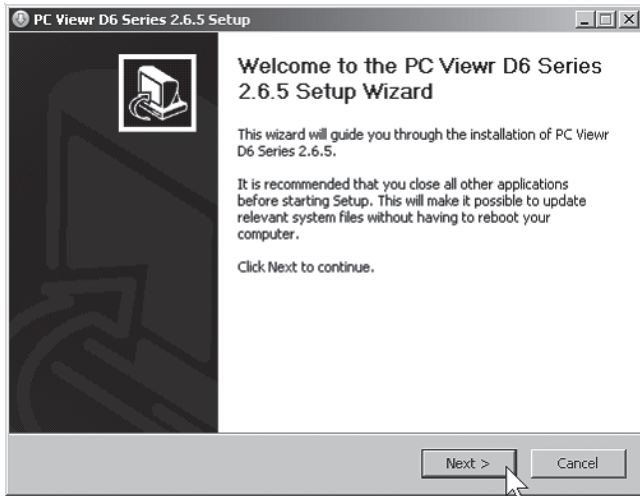 PC Viewr D6 Series 2.6.5 Setup
Welcome to the PC Viewr D6 Series
2.6.5 Setup Wizard
This wizard will guide you through the installation of PC Viewr
D6 Series 2.6.5.
It is recommended that you close all other applications
before starting Setup. This will make it possible to update
relevant system files without having to reboot your
computer.
Click Next to continue.
Next >
Cancel